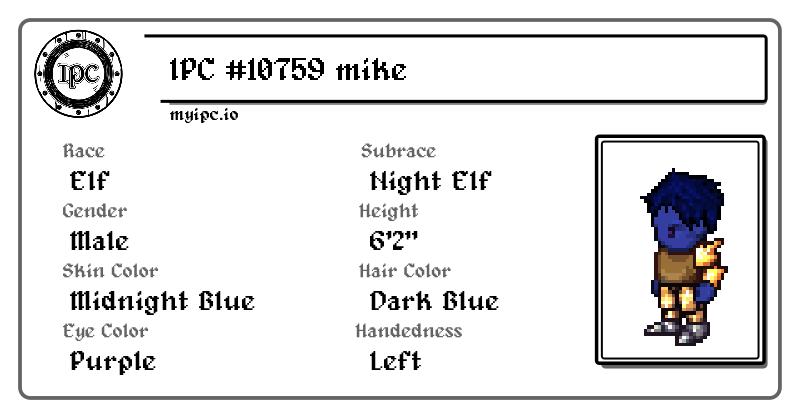 IPC
IPC #10759 mike
myipc.io
Race
Elf
Subrace
Night Elf
Gender
Male
Height
6'2"
Skin Color
Midnight Blue
Hair Color
Dark Blue
Eye Color
Purple
Handedness
Left